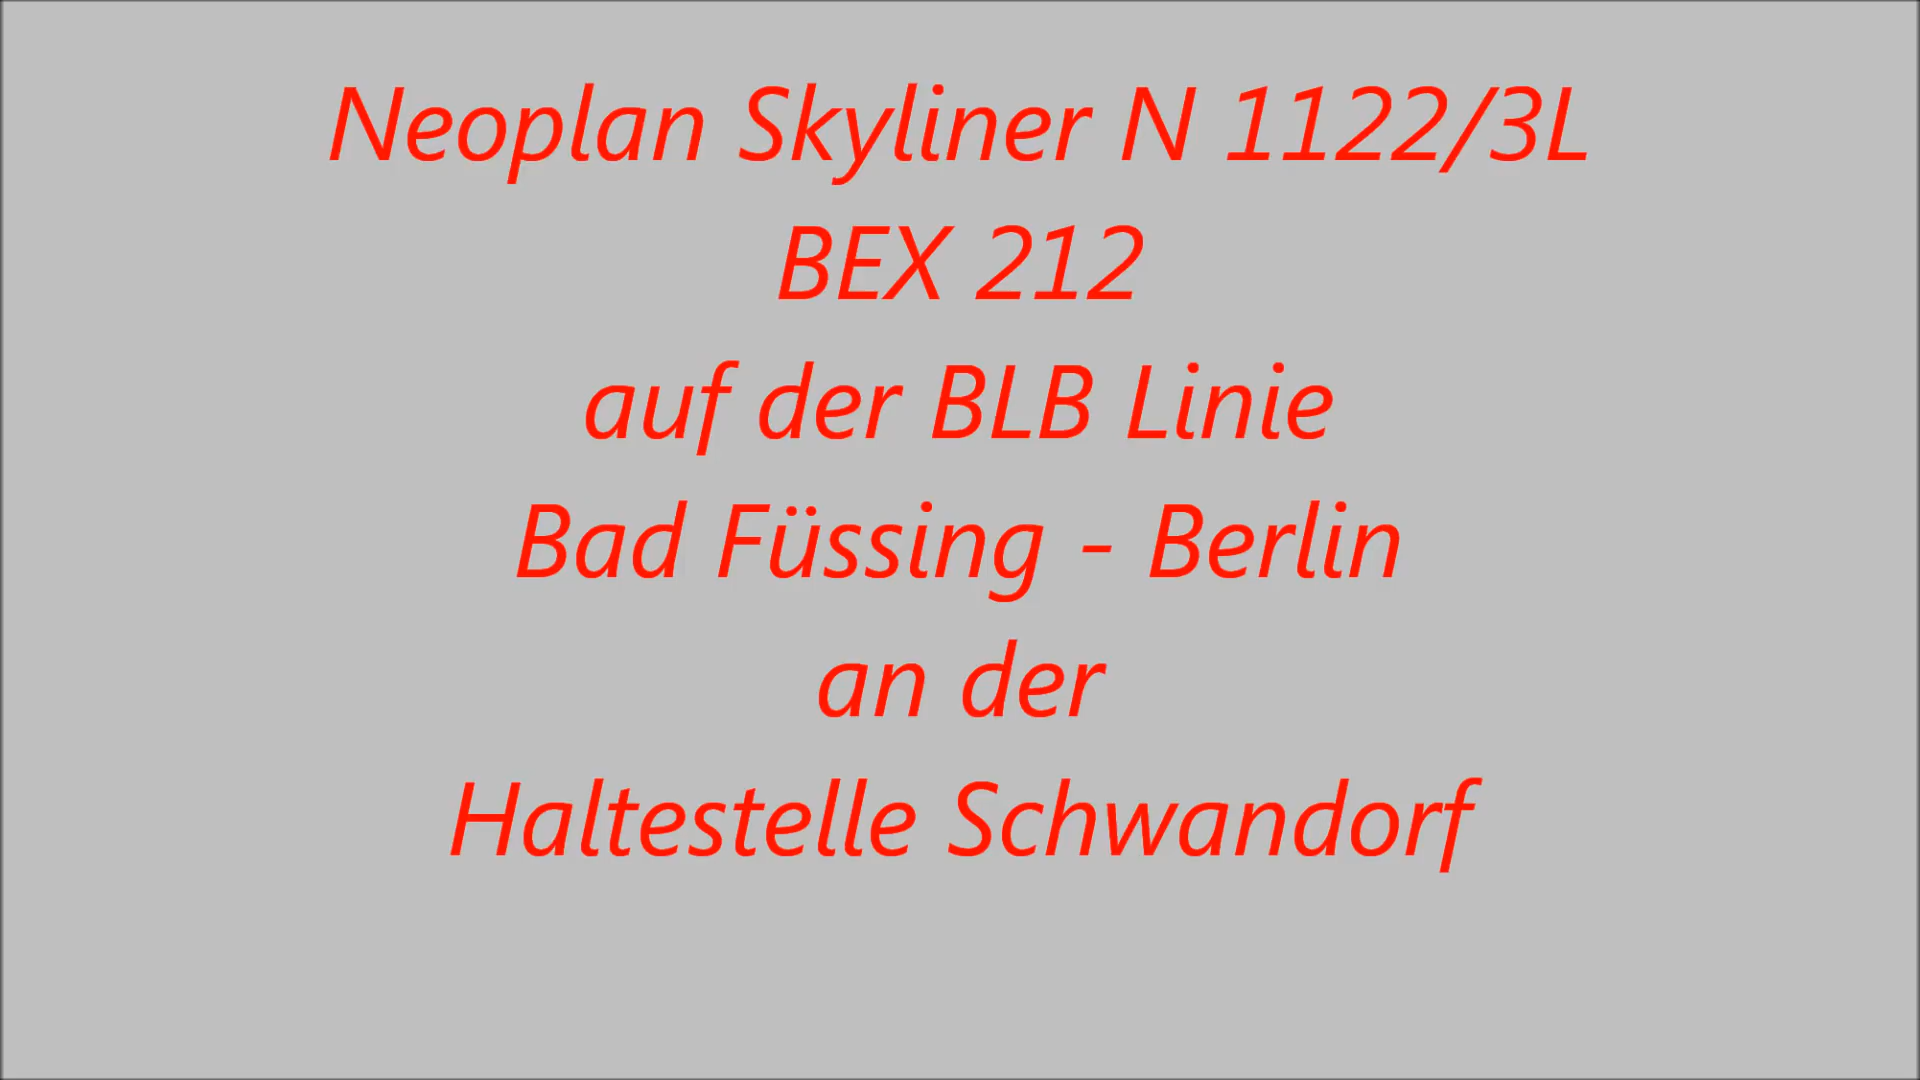 Neoplan Skyliner N 1122/3L
BEX 212
auf der BLB Linie
Bad Füssing - Berlin
an der
Haltestelle Schwandorf